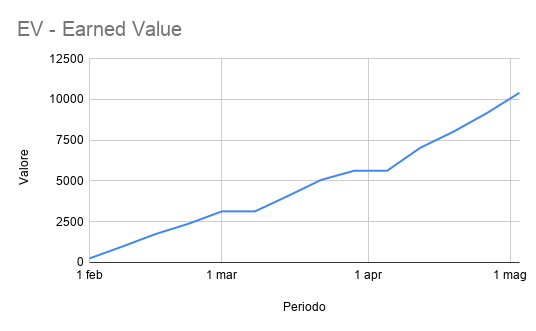 EV - Earned Value
12500
10000
7500
5000
2500
0
Valore
1 feb
1 mar
1 apr
1 mag
Periodo